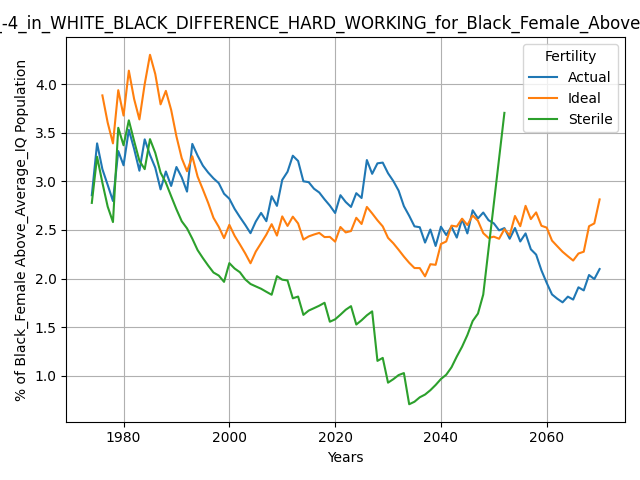 _-4_in_WHITE_BLACK_DIFFERENCE_HARD_WORKING_for_Black_Female_Above
% of Black_Female Above_Average_IQ Population
4.0
3.5
3.0
2.5
2.0
1.5
1.0
Fertility
Actual
Ideal
Sterile
1980
2000
2020
2040
2060
Years